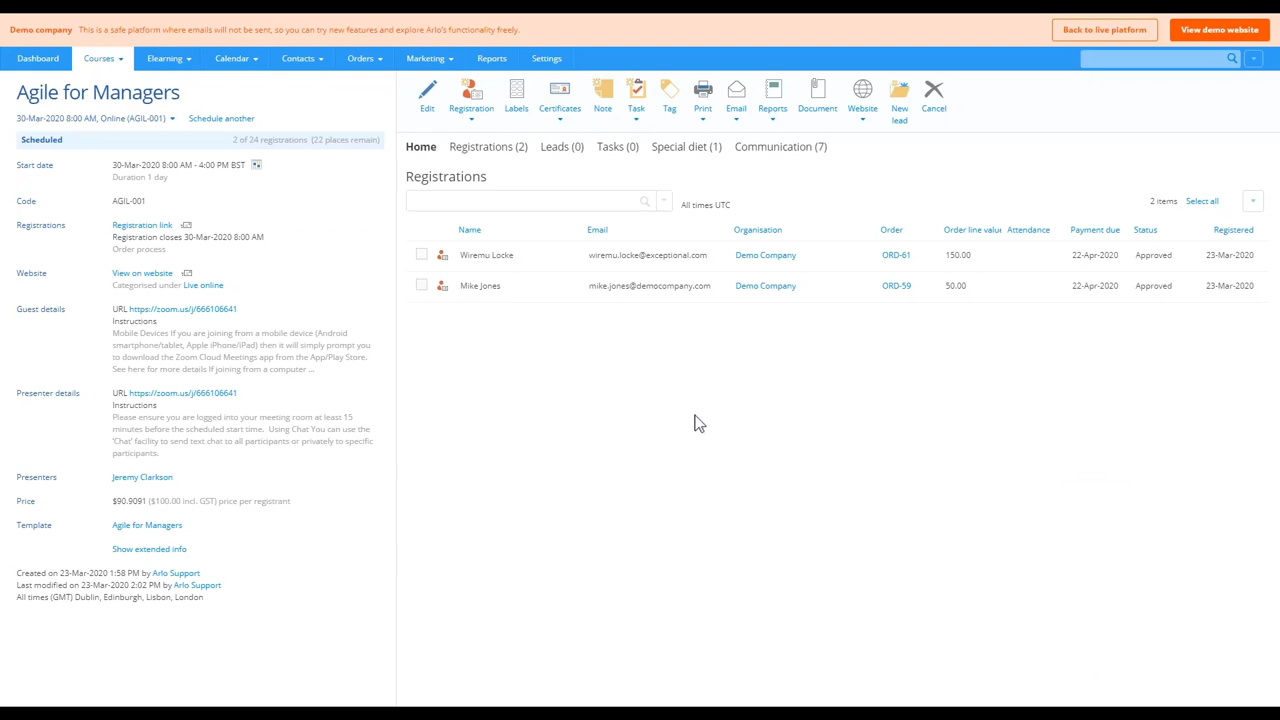 Demo company This is a safe platform where emails will not be sent, so you can try new features and explore Arlo's functionality freely.
Back to live platform
View demo website
Dashboard Courses Elearning Calendar Contacts Orders Marketing Reports Settings
Agile for Managers
30-Mar-2020 8:00 AM, Online (AGIL-001) Schedule another
Scheduled 2 of 24 registrations (22 places remain)
Start date 30-Mar-2020 8:00 AM - 4:00 PM BST
Duration 1 day
Code AGIL-001
Registrations Registration link
Registration closes 30-Mar-2020 8:00 AM
Order process
Website View on website
Categorised under Live online
Guest details URL https://zoom.us/j/666106641
Instructions
Mobile Devices If you are joining from a mobile device (Android
smartphone/tablet, Apple iPhone/iPad) then it will simply prompt you
to download the Zoom Cloud Meetings app from the App/Play Store.
See here for more details If joining from a computer ...
Presenter details URL https://zoom.us/j/666106641
Instructions
Please ensure you are logged into your meeting room at least 15
minutes before the scheduled start time. Using Chat You can use the
'Chat' facility to send text chat to all participants or privately to specific
participants.
Presenters Jeremy Clarkson
Price $90.9091 ($100.00 incl. GST) price per registrant
Template Agile for Managers
Show extended info
Created on 23-Mar-2020 1:58 PM by Arlo Support
Last modified on 23-Mar-2020 2:02 PM by Arlo Support
All times (GMT) Dublin, Edinburgh, Lisbon, London
Edit Registration Labels Certificates Note Task Tag Print Email Reports Document Website New lead Cancel
Home Registrations (2) Leads (0) Tasks (0) Special diet (1) Communication (7)
Registrations
All times UTC
2 items Select all
Name Email Organisation Order Order line value Attendance Payment due Status Registered
Wiremu Locke wiremu.locke@exceptional.com Demo Company ORD-61 150.00 22-Apr-2020 Approved 23-Mar-2020
Mike Jones mike.jones@democompany.com Demo Company ORD-59 50.00 22-Apr-2020 Approved 23-Mar-2020